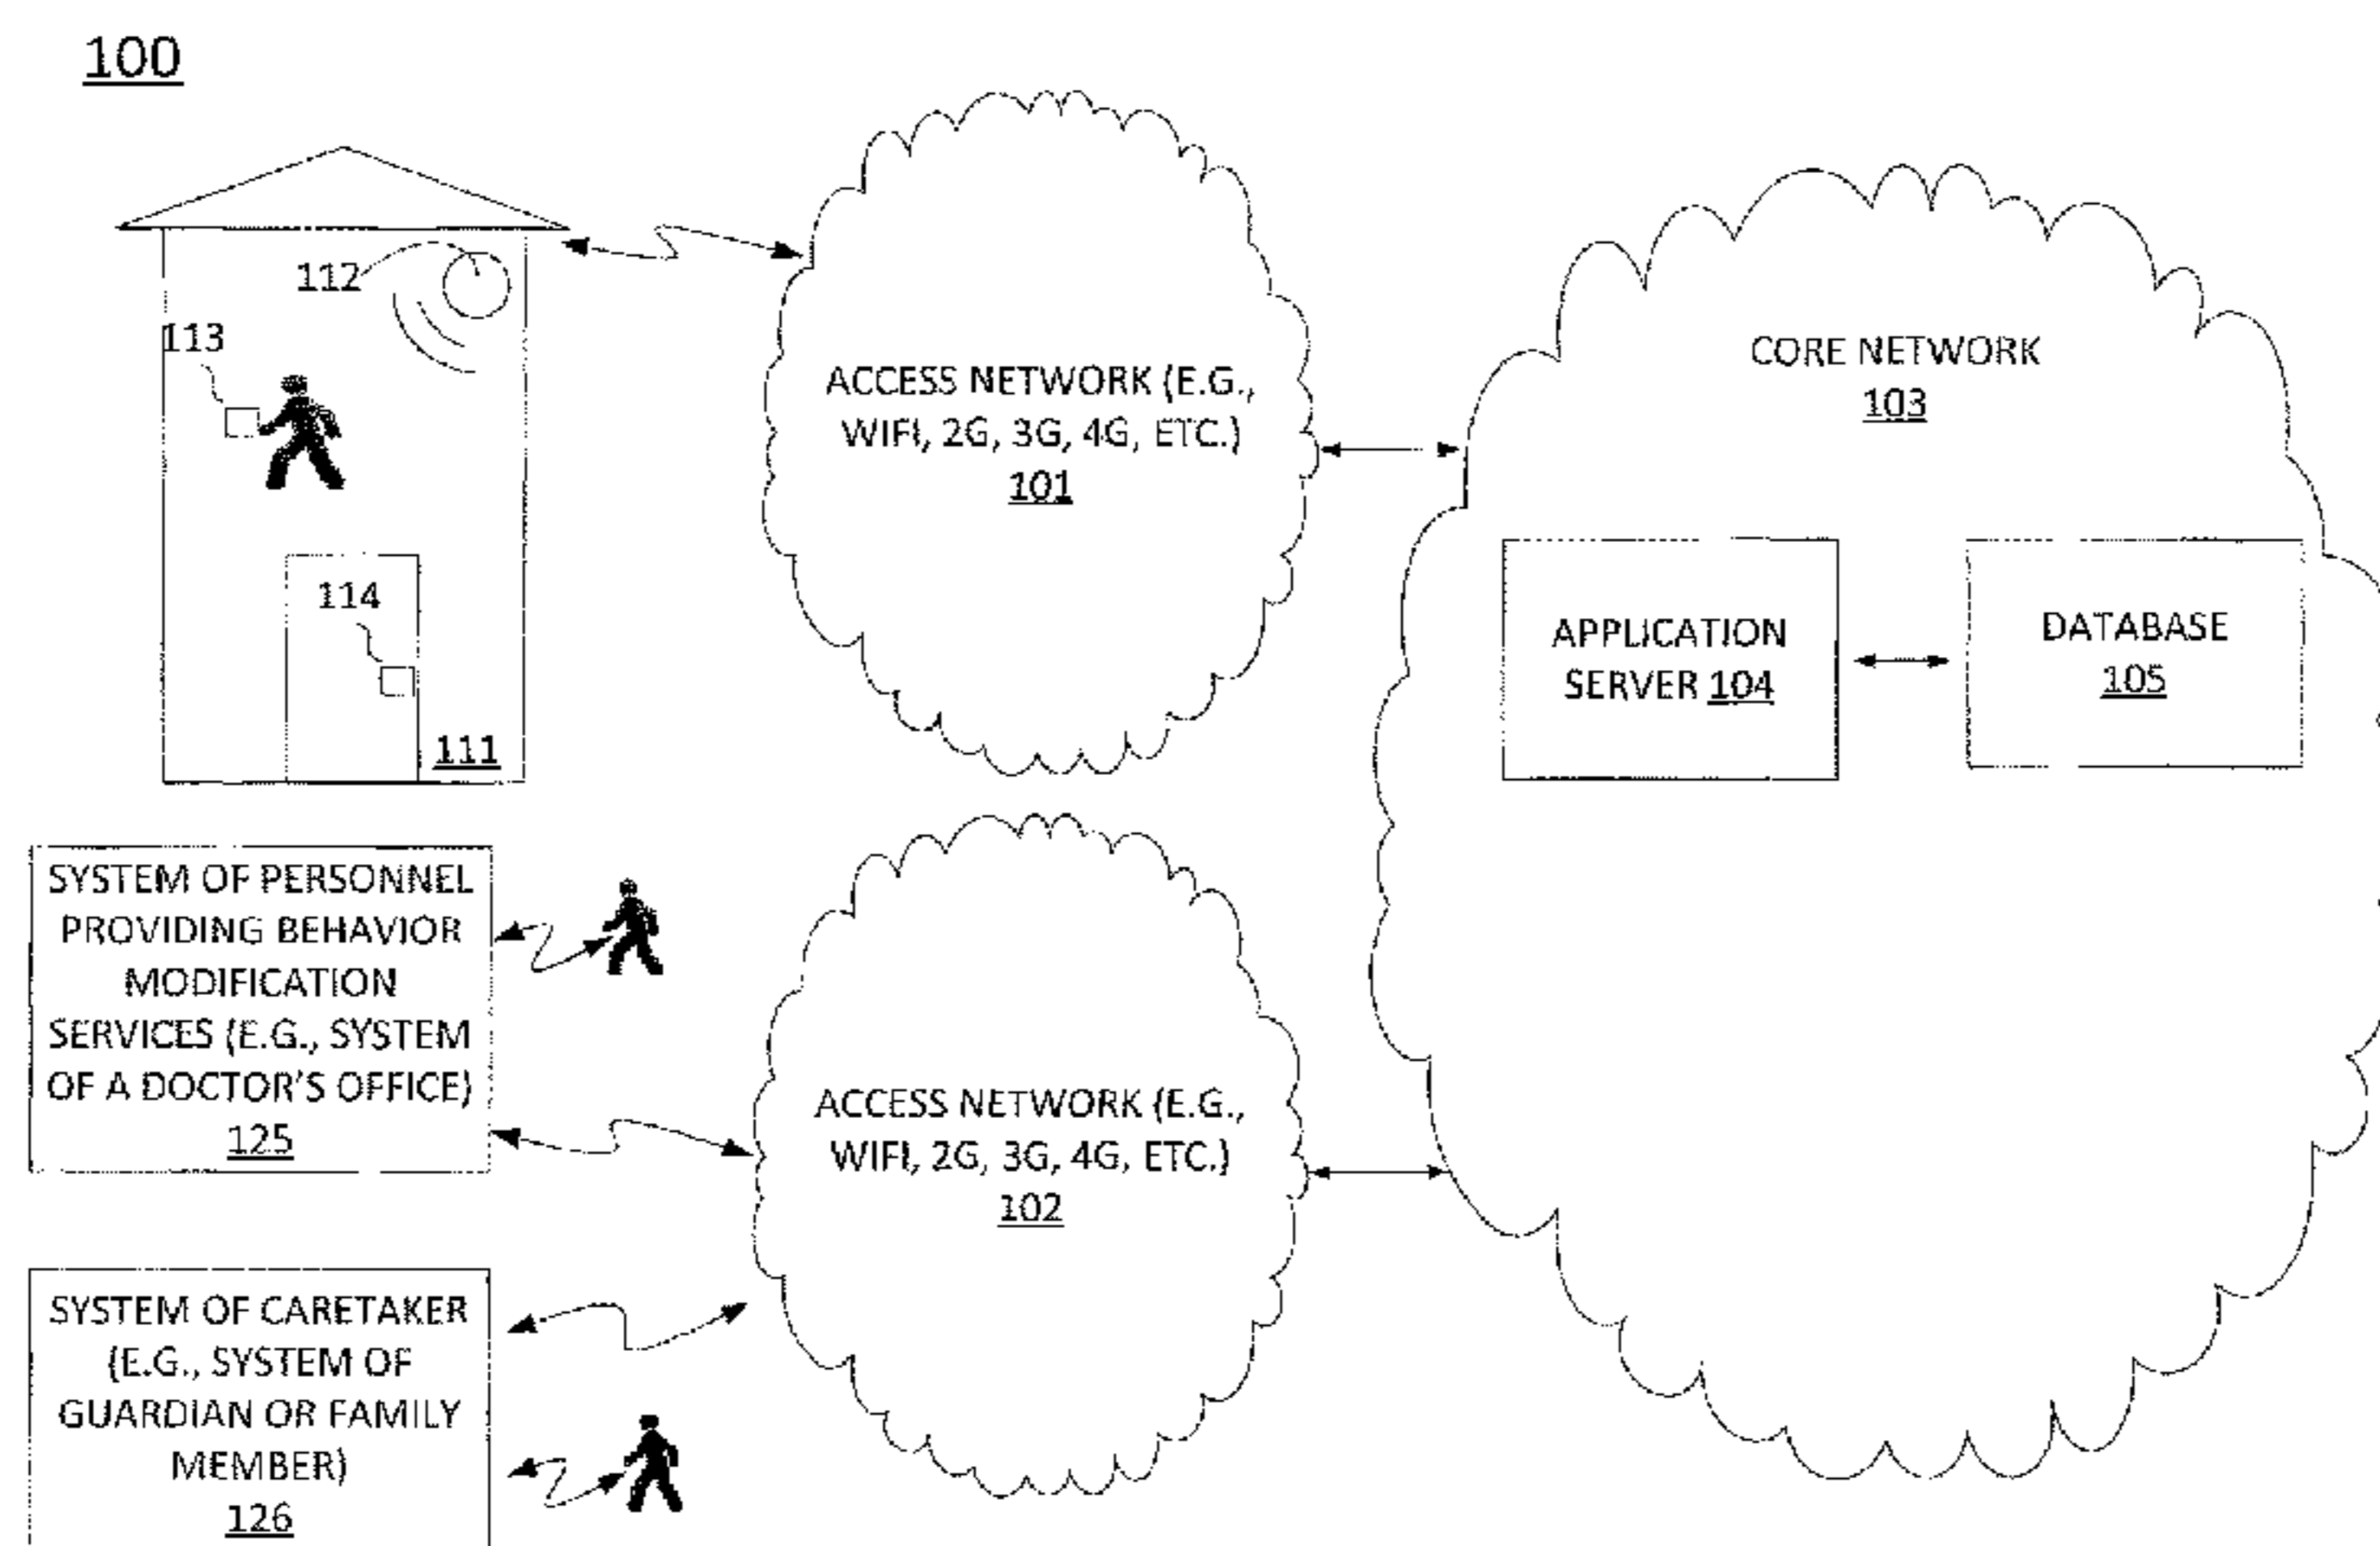 100
112
113
114
111
ACCESS NETWORK (E.G.,
WIFI, 2G, 3G, 4G, ETC.)
101
CORE NETWORK
103
APPLICATION
SERVER 104
DATABASE
105
SYSTEM OF PERSONNEL
PROVIDING BEHAVIOR
MODIFICATION
SERVICES (E.G., SYSTEM
OF A DOCTOR'S OFFICE)
125
ACCESS NETWORK (E.G.,
WIFI, 2G, 3G, 4G, ETC.)
102
SYSTEM OF CARETAKER
(E.G., SYSTEM OF
GUARDIAN OR FAMILY
MEMBER)
126